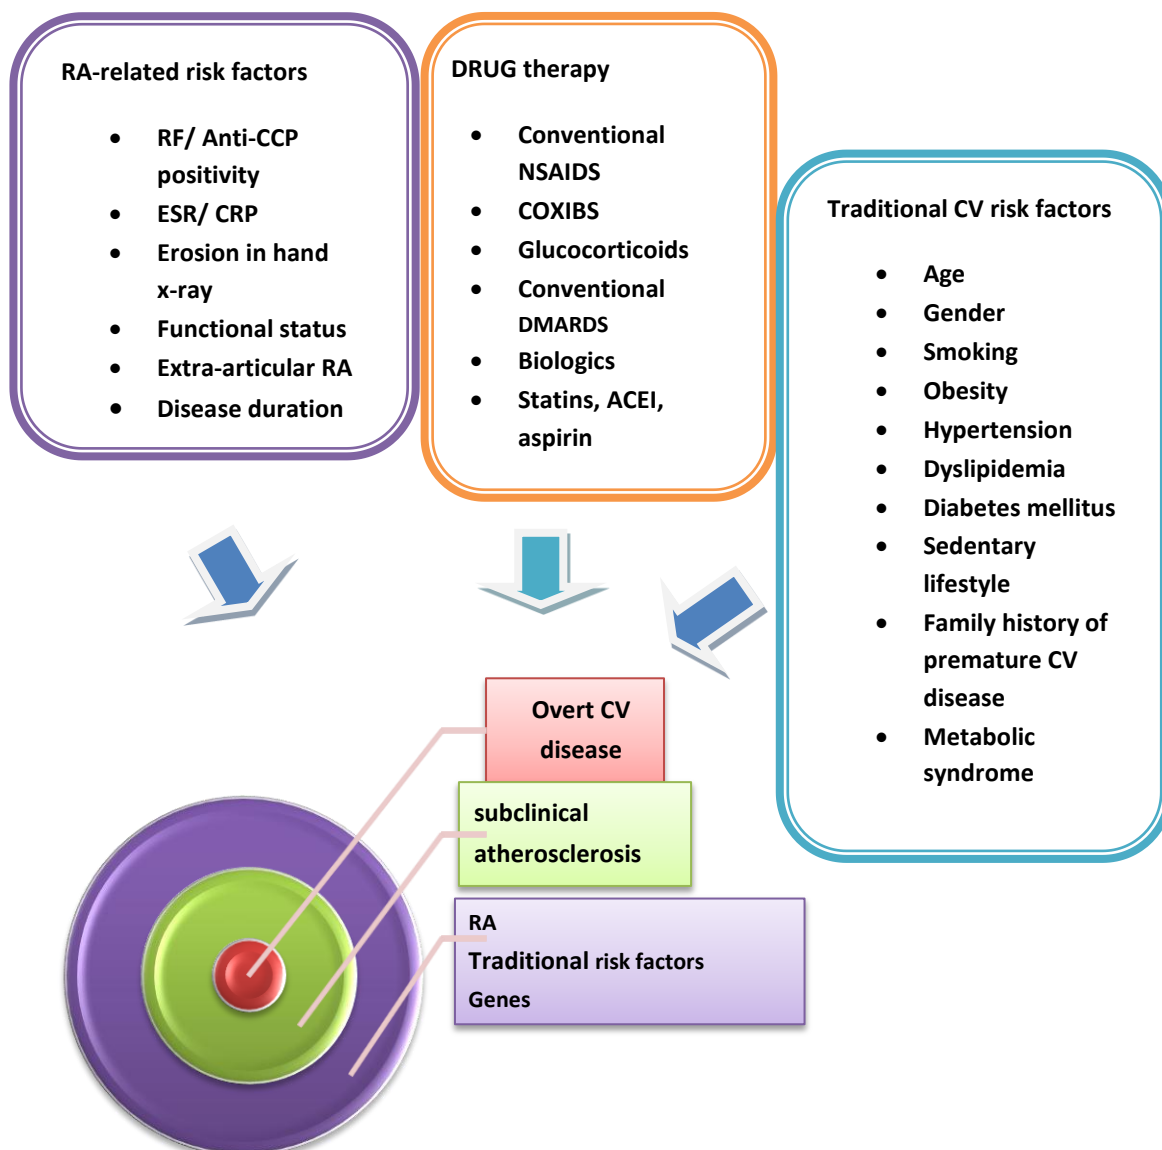 RA-related risk factors
• RF/ Anti-CCP
positivity
• ESR/ CRP
• Erosion in hand
x-ray
• Functional status
• Extra-articular RA
• Disease duration
DRUG therapy
• Conventional
NSAIDS
• COXIBS
• Glucocorticoids
• Conventional
DMARDS
• Biologics
• Statins, ACEI,
aspirin
Traditional CV risk factors
• Age
• Gender
• Smoking
• Obesity
• Hypertension
• Dyslipidemia
• Diabetes mellitus
• Sedentary
lifestyle
• Family history of
premature CV
disease
• Metabolic
syndrome
Overt CV
disease
subclinical
atherosclerosis
RA
Traditional risk factors
Genes